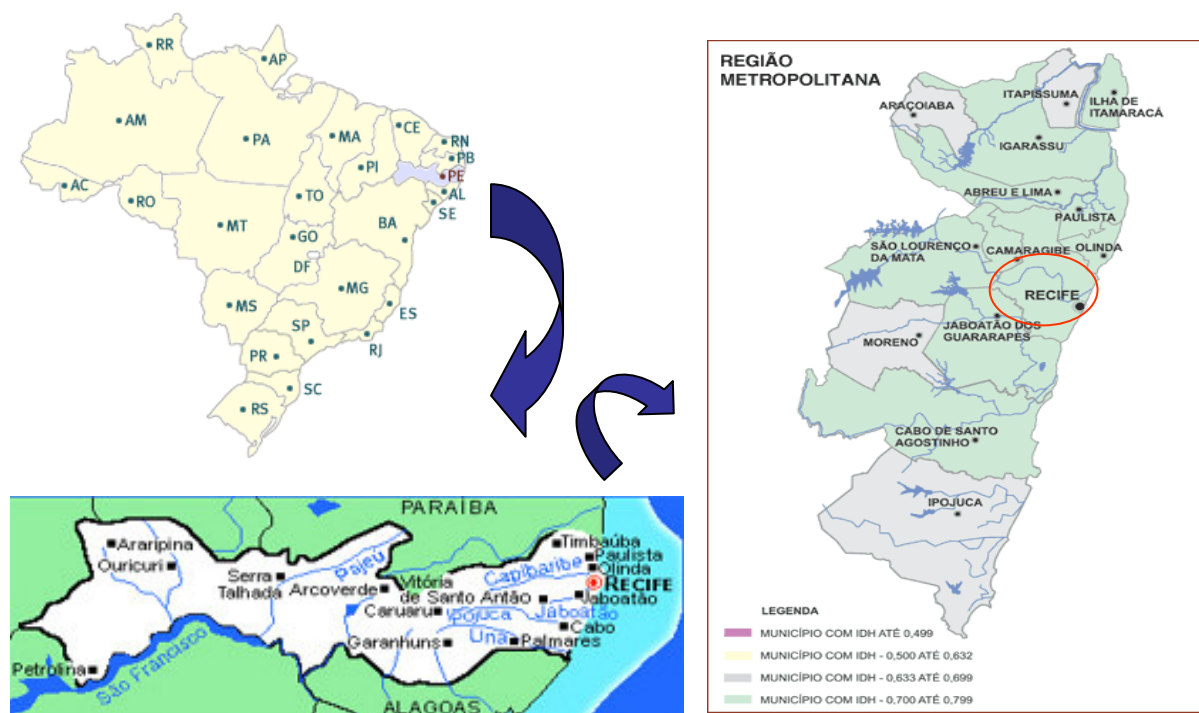 RR
AP
AM
PA
MA
CE
RN
PB
PI
PE
AC
TO
AL
RO
SE
MT
BA
GO
DF
MG
MS
ES
SP
RJ
PR
SC
RS
PARAÍBA
Araripina
Ouricuri
Serra
Talhada
Pajeú
Arcoverde
Vitória
de Santo Antão
Capibaribe
Timbaúba
Paulista
Olinda
RECIFE
Jaboatão
Jaboatão
Caruaru
Ipojuca
Cabo
Garanhuns
Una
Palmares
Petrolina
São Francisco
ALAGOAS
REGIÃO
METROPOLITANA
ITAPISSUMA
ARAÇOIABA
ILHA DE
ITAMARACÁ
IGARASSU
ABREU E LIMA
PAULISTA
SÃO LOURENÇO
DA MATA
CAMARAGIBE
OLINDA
RECIFE
JABOATÃO DOS
GUARARAPES
MORENO
CABO DE SANTO
AGOSTINHO
IPOJUCA
LEGENDA
MUNICÍPIO COM IDH ATÉ 0,499
MUNICÍPIO COM IDH - 0,500 ATÉ 0,632
MUNICÍPIO COM IDH - 0,633 ATÉ 0,699
MUNICÍPIO COM IDH - 0,700 ATÉ 0,799